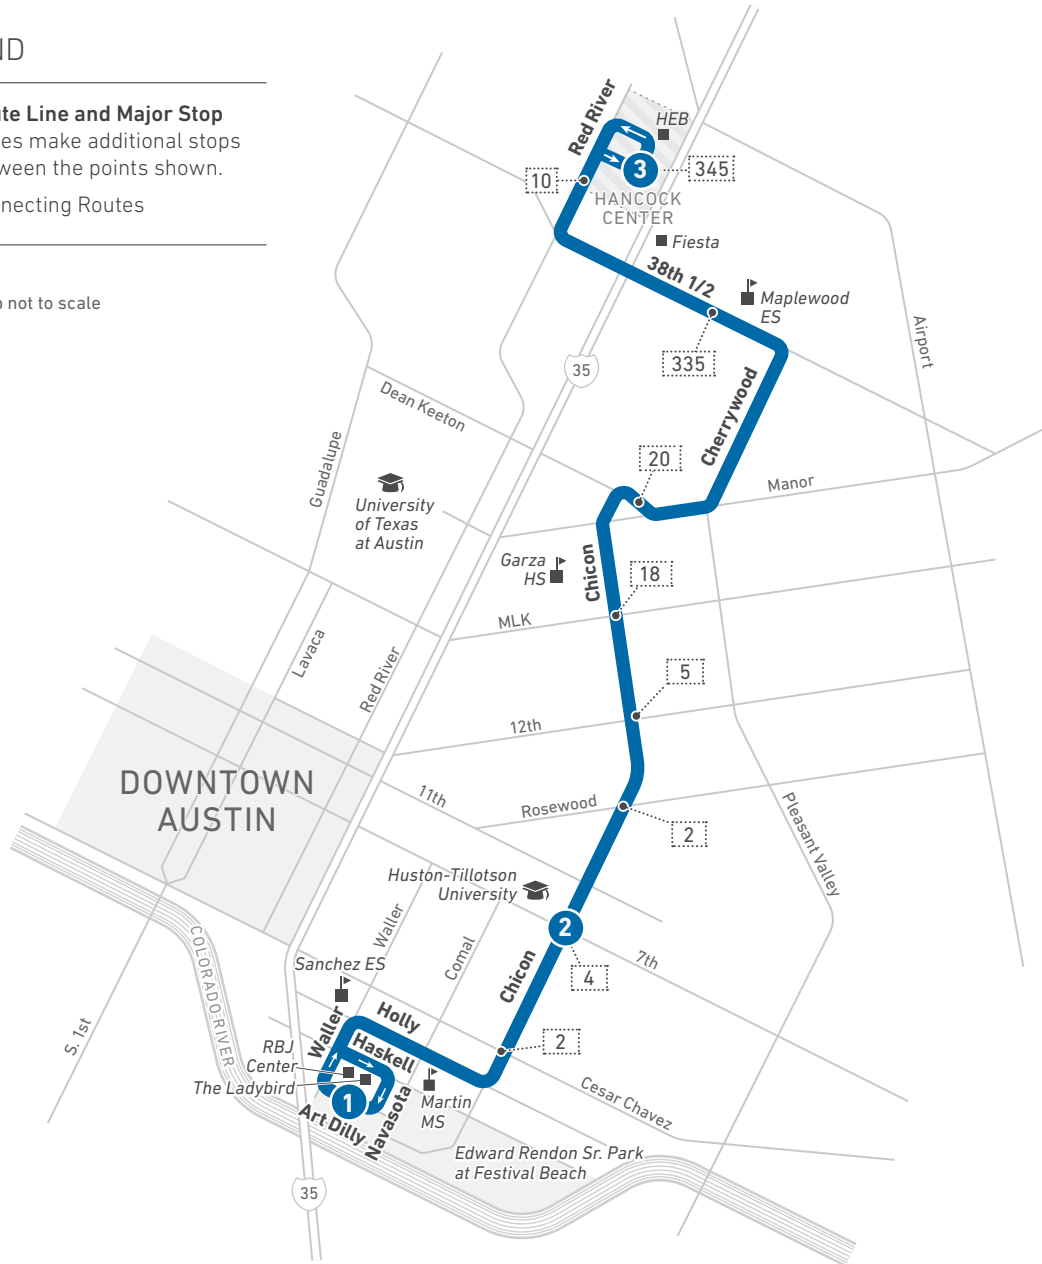 ND
te Line and Major Stop
es make additional stops
ween the points shown.
necting Routes
o not to scale
Red River
HEB
3
345
10
HANCOCK
CENTER
Fiesta
38th 1/2
Maplewood
ES
335
35
Airport
Dean Keeton
Cherrywood
Guadalupe
20
Manor
University
of Texas
at Austin
Garza
HS
Chicon
18
MLK
Lavaca
Red River
5
12th
DOWNTOWN
AUSTIN
11th
Rosewood
2
Pleasant Valley
Huston-Tillotson
University
Waller
2
Comal
7th
4
COLORADO RIVER
Sanchez ES
Chicon
S. 1st
Waller
Holly
2
RBJ
Center
Haskell
The Ladybird
1
Navasota
Martin
MS
Cesar Chavez
Art Dilly
Edward Rendon Sr. Park
at Festival Beach
35